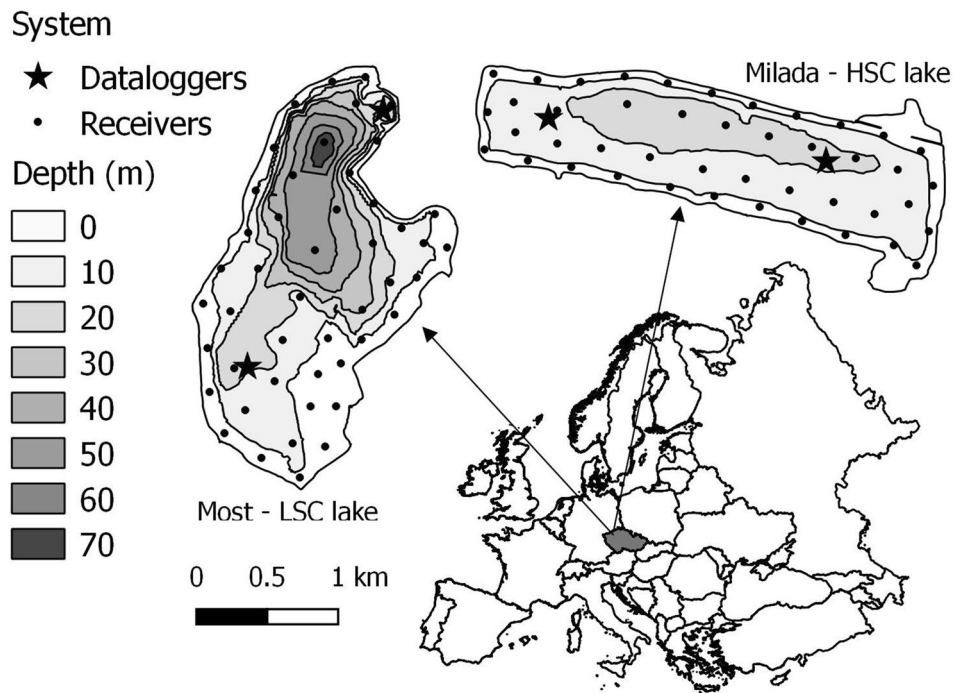 System
Dataloggers
Receivers
Depth (m)
0
10
20
30
40
50
60
70
Milada - HSC lake
Most - LSC lake
0 0.5 1 km